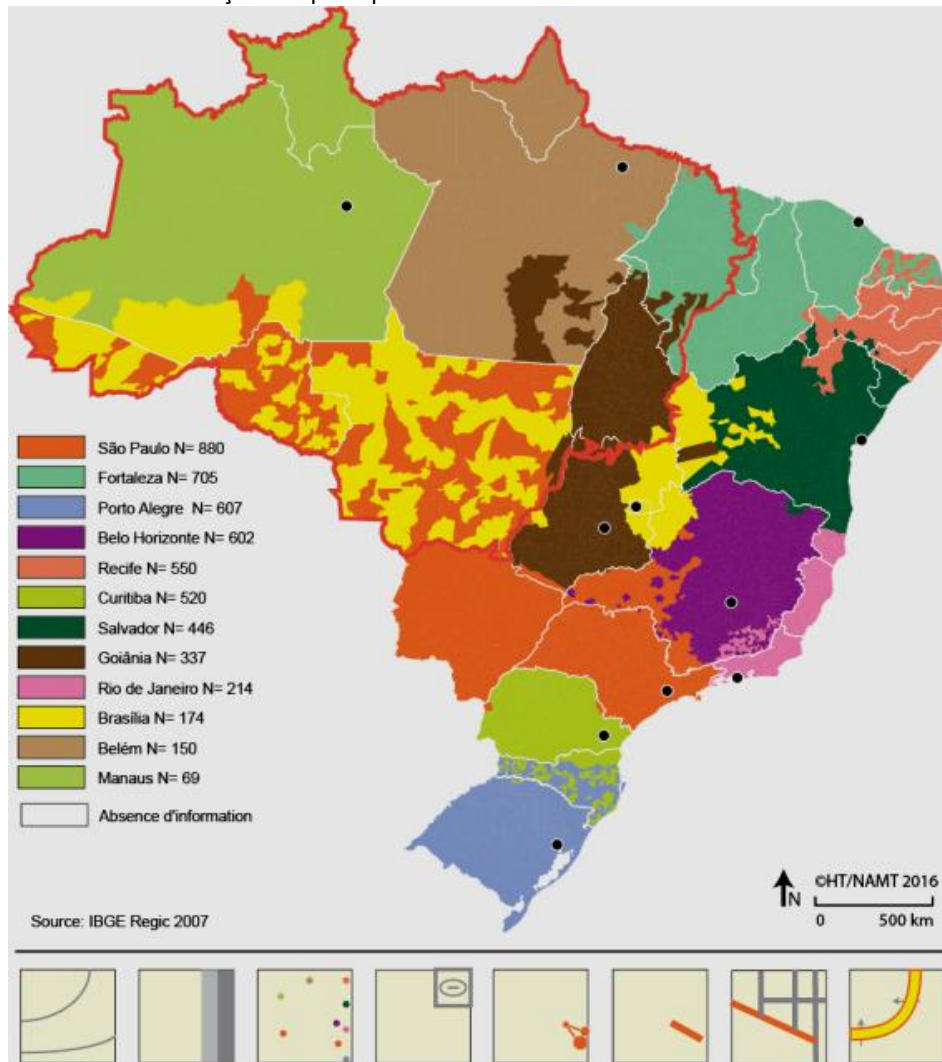 São Paulo N= 880
Fortaleza N= 705
Porto Alegre N= 607
Belo Horizonte N= 602
Recife N= 550
Curitiba N= 520
Salvador N= 446
Goiânia N= 337
Rio de Janeiro N= 214
Brasília N= 174
Belém N= 150
Manaus N= 69
Absence d'information
Source: IBGE Regic 2007
N
©HT/NAMT 2016
0 500 km